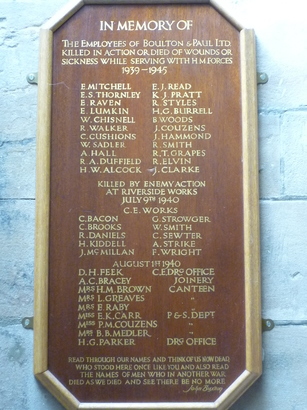 IN MEMORY OF
THE EMPLOYEES OF BOULTON & PAUL LTD
KILLED IN ACTION OR DIED OF WOUNDS OR
SICKNESS WHILE SERVING WITH H.M FORCES
1939-1945
E. MITCHELL E. J. READ
E. S. THORNLEY K. J. PRATT
E. RAVEN R. STYLES
E. LUMKIN H. G. BURRELL
W. CHISNELL B. WOODS
R. WALKER J. COUZENS
C. CUSHIONS J. HAMMOND
W. SADLER R. SMITH
A. HALL R. T. GRAPES
R. A. DUFFIELD R. ELVIN
H. W. ALCOCK J. CLARKE
KILLED BY ENEMY ACTION
AT RIVERSIDE WORKS
JULY 9TH 1940
C. E. WORKS
C. BACON G. STROWGER
C. BROOKS W. SMITH
R. DANIELS C. SEWTER
H. KIDDELL A. STRIKE
J. McMILLAN F. WRIGHT
AUGUST 1ST 1940
D. H. FEEK C.E. DRG OFFICE
A. C. BRACEY JOINERY
MRS H. M. BROWN CANTEEN
MRS L. GREAVES "
MRS E. RABY "
MISS E. K. CARR P & S. DEPT
MISS P. M. COUZENS "
MISS B. B. MEDLER "
H. G. PARKER DRG OFFICE
READ THROUGH OUR NAMES AND THINK OF US HOW DEAD
WHO STOOD HERE ONCE LIKE YOU AND ALSO READ
THE NAMES OF MEN WHO IN ANOTHER WAR
DIED AS WE DIED AND SEE THERE BE NO MORE